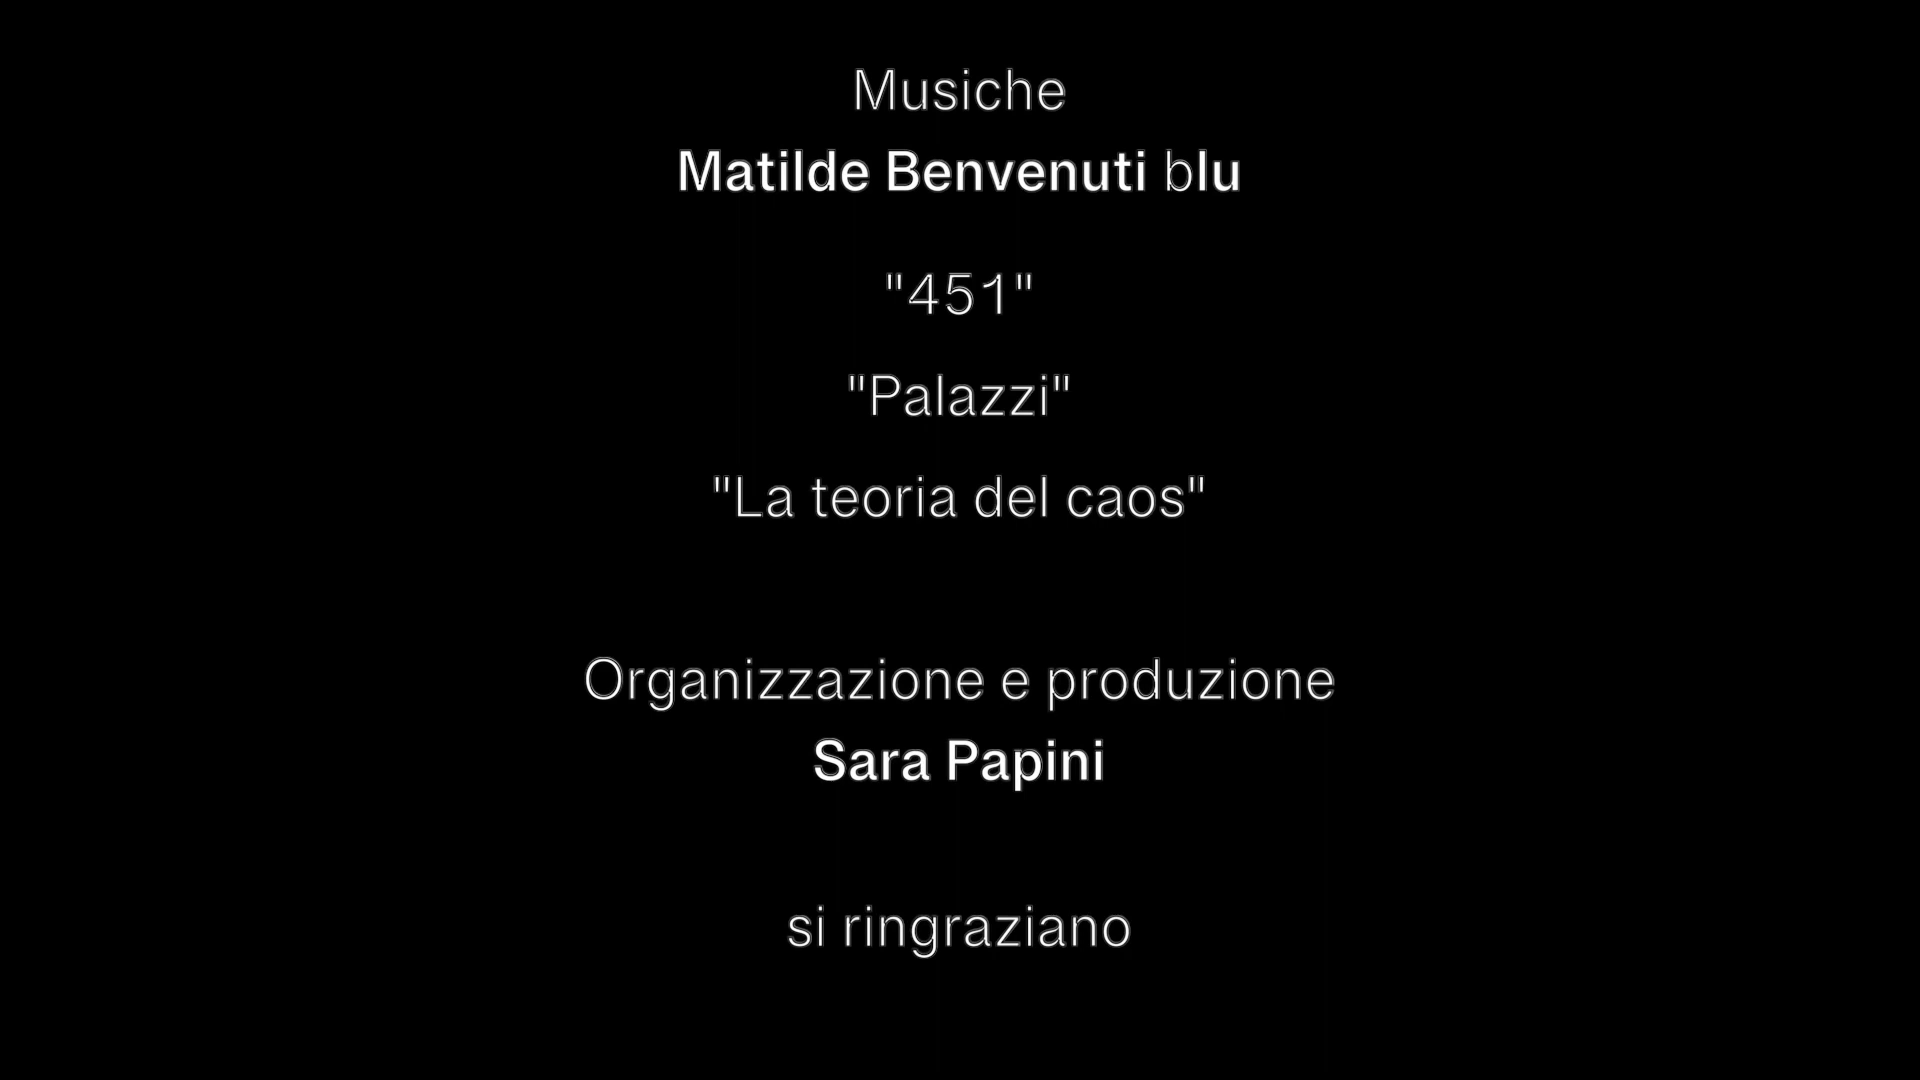 Musiche
Matilde Benvenuti blu
"451"
"Palazzi"
"La teoria del caos"
Organizzazione e produzione
Sara Papini
si ringraziano